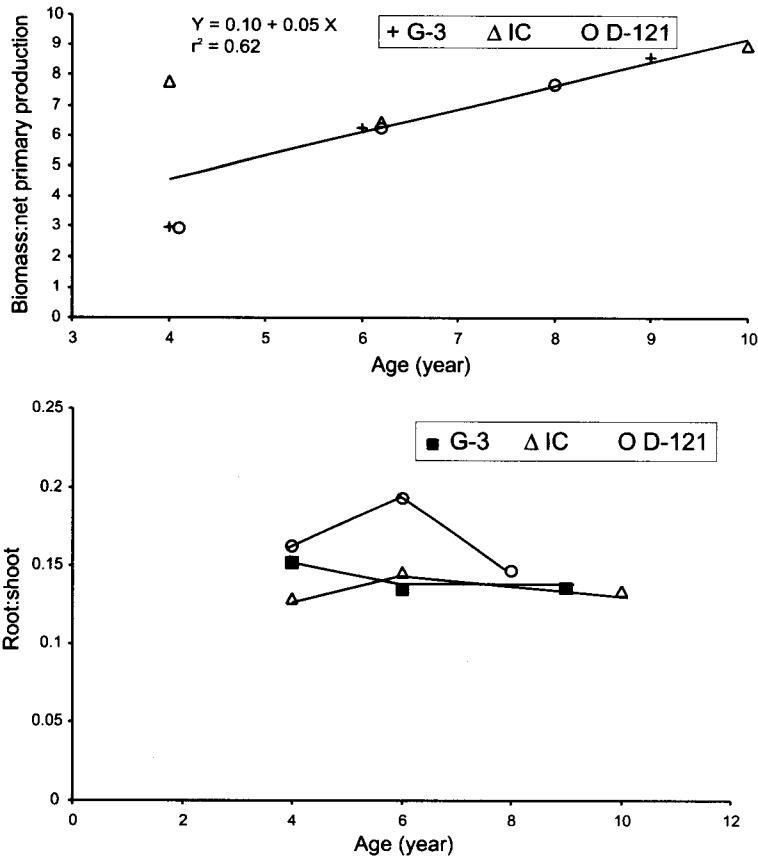 Y = 0.10 + 0.05 X
r² = 0.62
+ G-3 Δ IC O D-121
Biomass:net primary production
10
9
8
7
6
5
4
3
2
1
0
3 4 5 6 7 8 9 10
Age (year)
■ G-3 Δ IC O D-121
Root:shoot
0.25
0.2
0.15
0.1
0.05
0
0 2 4 6 8 10 12
Age (year)